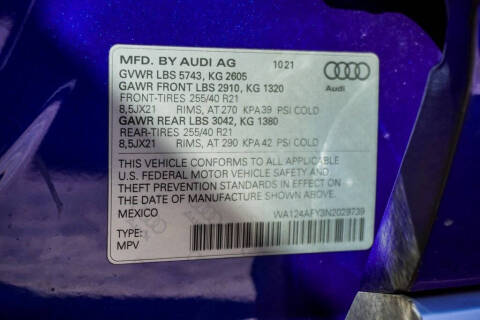 MFD. BY AUDI AG 10 21
GVWR LBS 5743, KG 2605
GAWR FRONT LBS 2910, KG 1320
FRONT-TIRES 255/40 R21
8,5JX21 RIMS, AT 270 KPA 39 PSI COLD
GAWR REAR LBS 3042, KG 1380
REAR-TIRES 255/40 R21
8,5JX21 RIMS, AT 290 KPA 42 PSI COLD
THIS VEHICLE CONFORMS TO ALL APPLICABLE
U.S. FEDERAL MOTOR VEHICLE SAFETY AND
THEFT PREVENTION STANDARDS IN EFFECT ON
THE DATE OF MANUFACTURE SHOWN ABOVE.
MEXICO
WA124AFY3N2029739
TYPE:
MPV
Audi